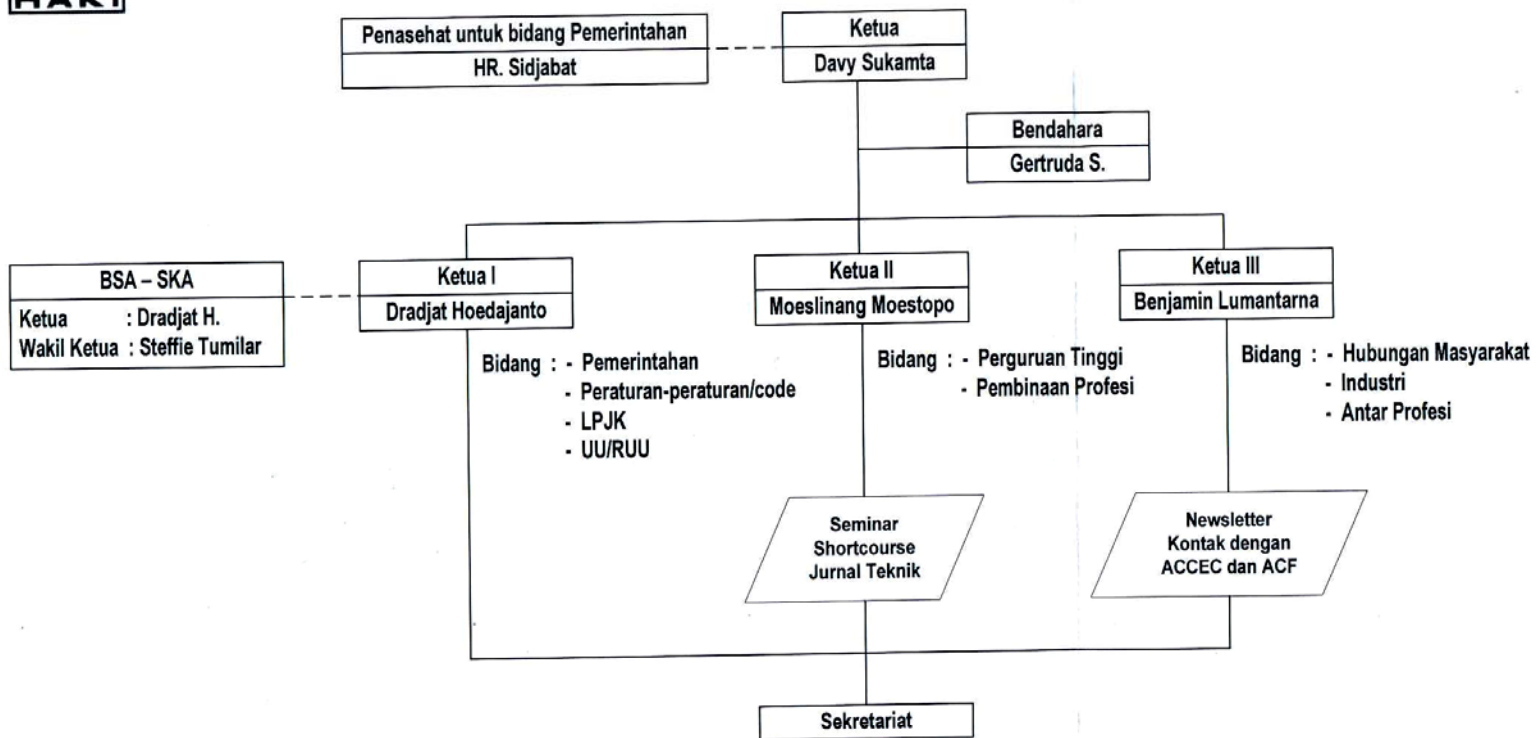 HAKI
Penasehat untuk bidang Pemerintahan
HR. Sidjabat
Ketua
Davy Sukamta
Bendahara
Gertruda S.
BSA – SKA
Ketua : Dradjat H.
Wakil Ketua : Steffie Tumilar
Ketua I
Dradjat Hoedajanto
Bidang : - Pemerintahan
- Peraturan-peraturan/code
- LPJK
- UU/RUU
Ketua II
Moeslinang Moestopo
Bidang : - Perguruan Tinggi
- Pembinaan Profesi
Ketua III
Benjamin Lumantarna
Bidang : - Hubungan Masyarakat
- Industri
- Antar Profesi
Seminar
Shortcourse
Jurnal Teknik
Newsletter
Kontak dengan
ACCEC dan ACF
Sekretariat